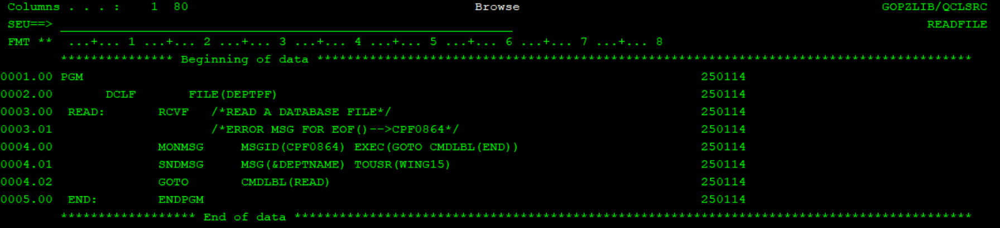 Columns . . . :    1  80    Browse    GOPZLIB/QCLSRC
SEU==>    READFILE
FMT **  ...+... 1 ...+... 2 ...+... 3 ...+... 4 ...+... 5 ...+... 6 ...+... 7 ...+... 8
*************** Beginning of data ***************************************************************************************
0001.00 PGM    250114
0002.00       DCLF       FILE(DEPTPF)    250114
0003.00  READ:       RCVF   /*READ A DATABASE FILE*/    250114
0003.01                     /*ERROR MSG FOR EOF()-->CPF0864*/    250114
0004.00              MONMSG     MSGID(CPF0864) EXEC(GOTO CMDLBL(END))    250114
0004.01              SNDMSG     MSG(&DEPTNAME) TOUSR(WING15)    250114
0004.02              GOTO       CMDLBL(READ)    250114
0005.00  END:        ENDPGM    250114
****************** End of data ******************************************************************************************